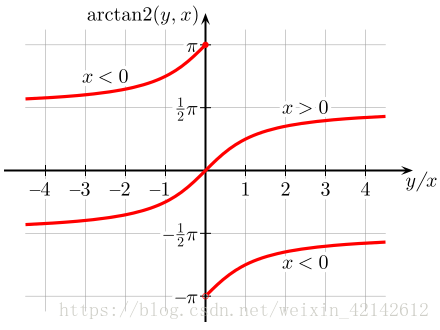 arctan2(y, x)
π
x < 0
½π
x > 0
−4 −3 −2 −1 1 2 3 4
y/x
−½π
x < 0
−π
https://blog.csdn.net/weixin_42142612